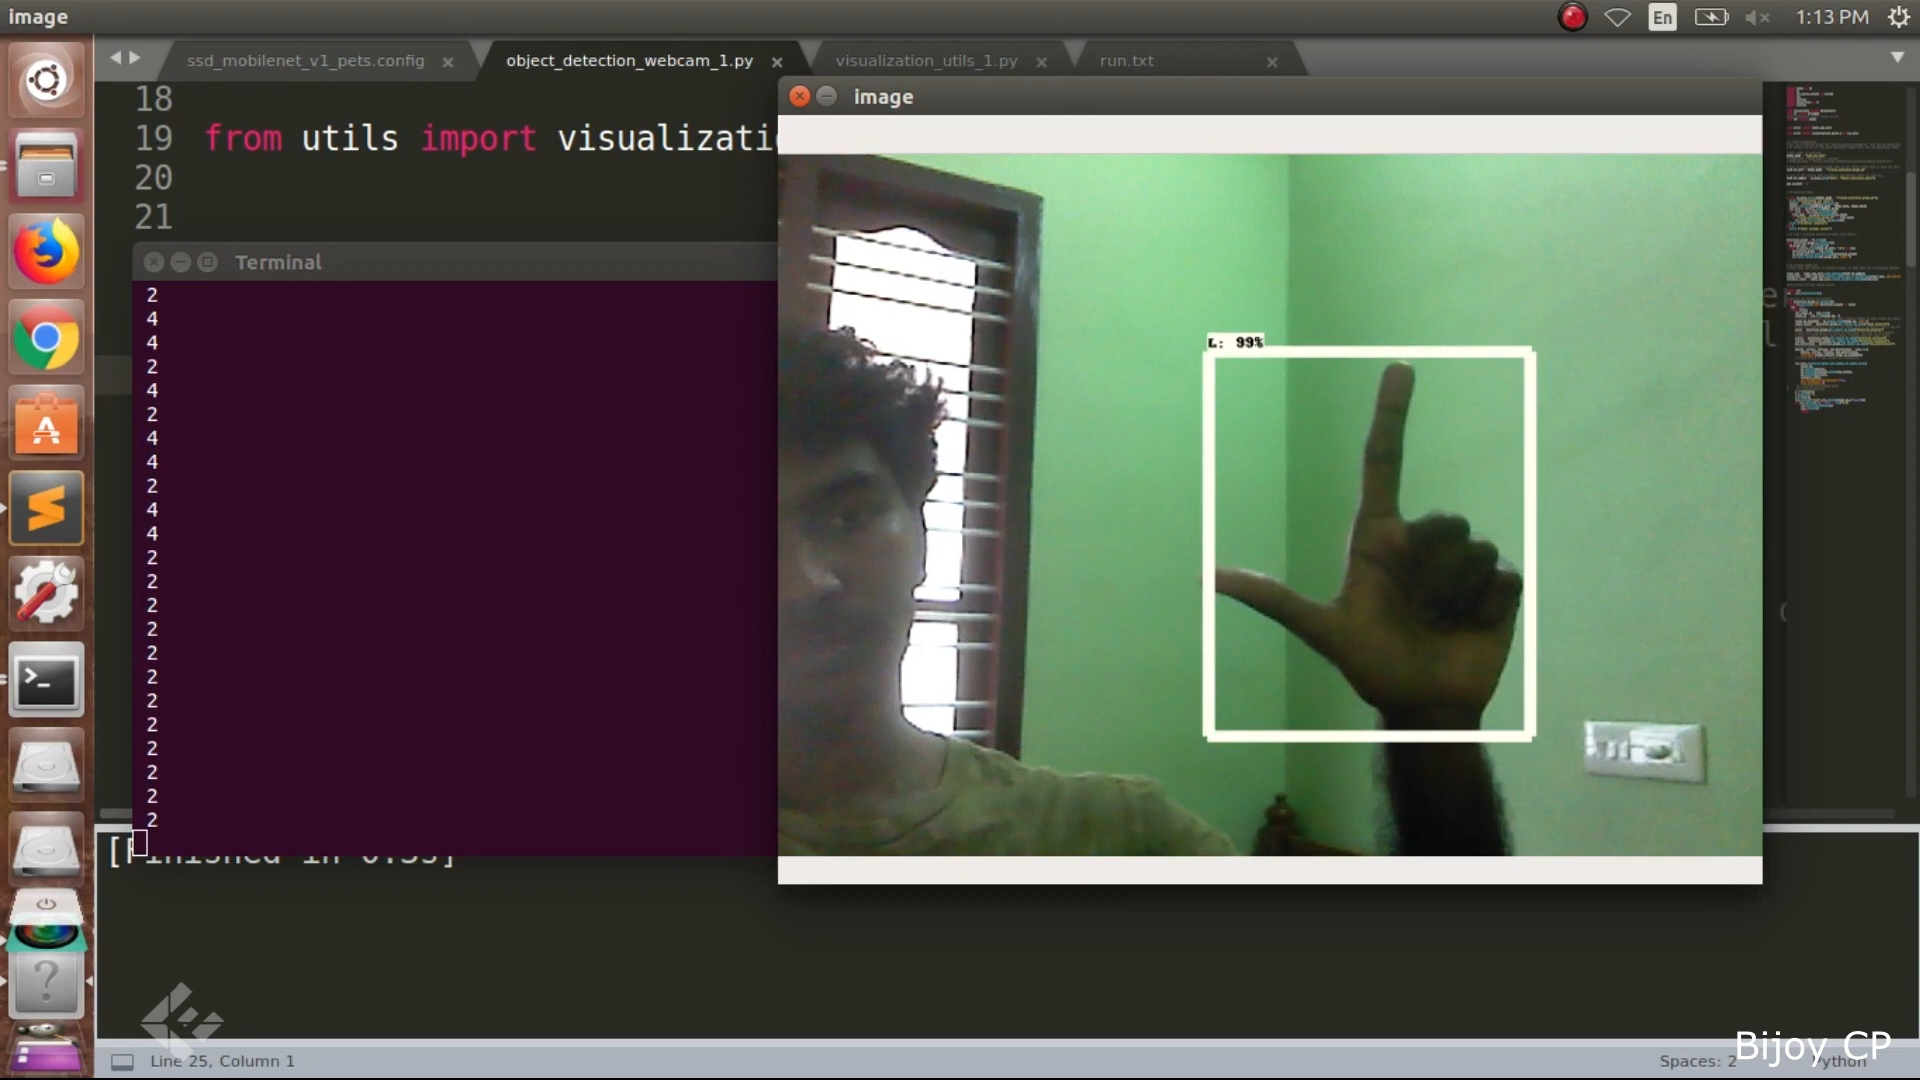 image
En
1:13 PM
ssd_mobilenet_v1_pets.config
object_detection_webcam_1.py
visualization_utils_1.py
run.txt
18
19 from utils import visualizati
20
21
image
Terminal
2
4
4
2
4
2
4
4
2
4
4
2
2
2
2
2
2
2
2
2
2
2
2
L: 99%
Line 25, Column 1
Spaces: 2
Python
Bijoy CP